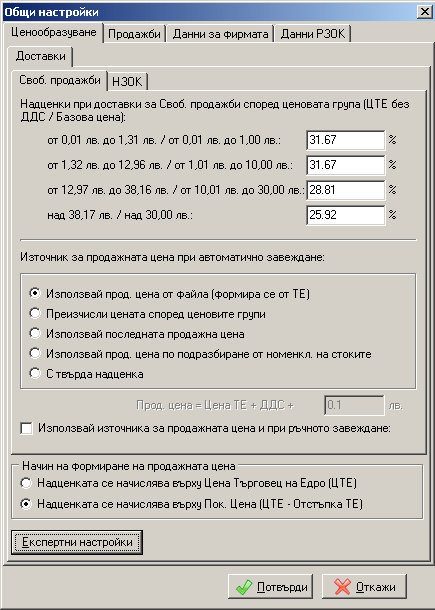 Общи настройки
Ценообразуване
Продажби
Данни за Фирмата
Данни РЗОК
Доставки
Своб. продажби
НЗОК
Надценки при доставки за Своб. продажби според ценовата група (ЦТЕ без
ДДС / Базова цена):
от 0,01 лв. до 1,31 лв. / от 0,01 до 1,00 лв.: 31.67 %
от 1,32 лв. до 12,96 лв. / от 1,01 до 10,00 лв.: 31.67 %
от 12,97 лв. до 38,16 лв. / от 10,01 до 30,00 лв.: 28.81 %
над 38,17 лв. / над 30,00 лв.: 25.92 %
Източник за продажната цена при автоматично завеждане:
Използвай прод. цена от файла (формира се от ТЕ)
Преизчисли цената според ценовите групи
Използвай последната продажна цена
Използвай прод. цена по подразбиране от номенкл. на стоките
С твърда надценка
Прод. цена = Цена ТЕ + ДДС + 0.1 лв.
Използвай източника за продажната цена и при ръчното завеждане:
Начин на формиране на продажната цена
Надценката се начислява върху Цена Търговец на Едро (ЦТЕ)
Надценката се начислява върху Пок. Цена (ЦТЕ - Отстъпка ТЕ)
Експертни настройки
Потвърди
Откажи